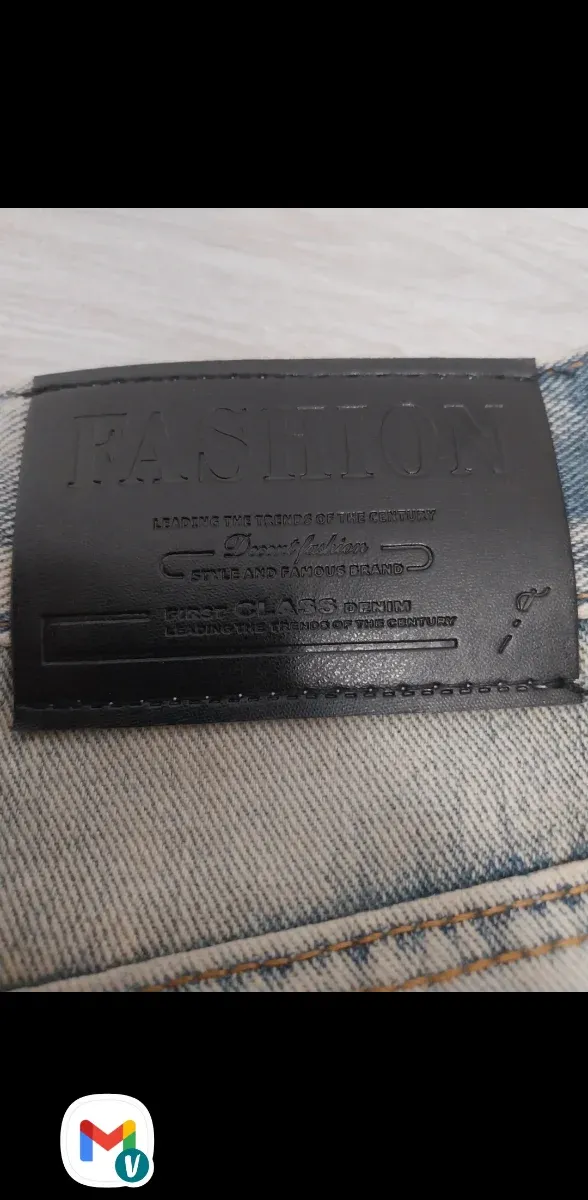 FASHION
LEADING THE TRENDS OF THE CENTURY
STYLE AND FAMOUS BRAND
FIRST CLASS DENIM
LEADING THE TRENDS OF THE CENTURY
V